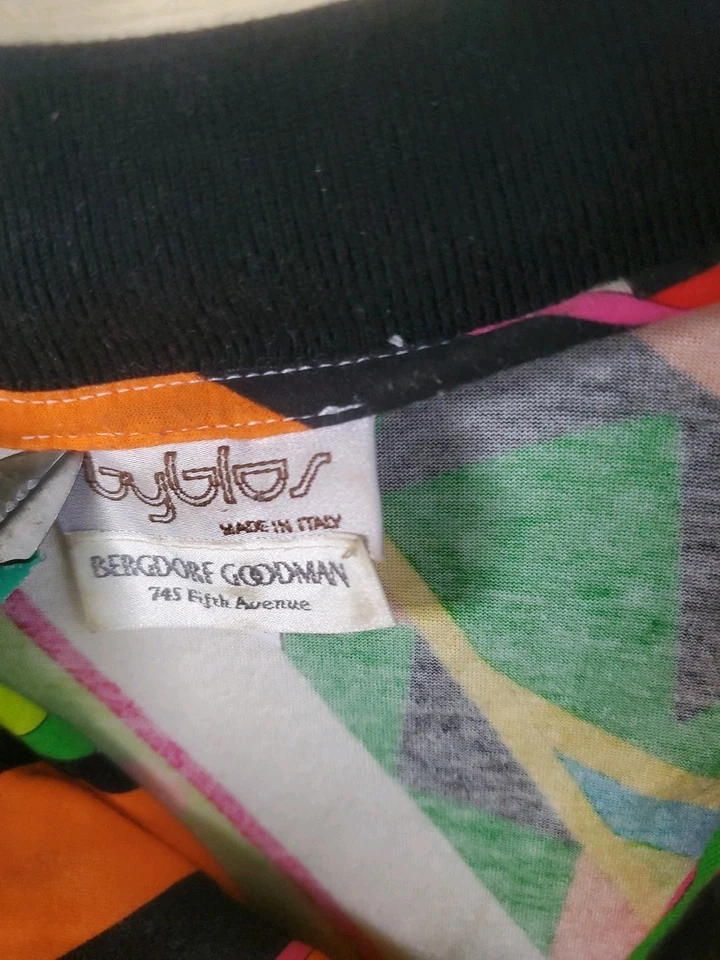 byblos
MADE IN ITALY
BERGDORF GOODMAN
745 Fifth Avenue